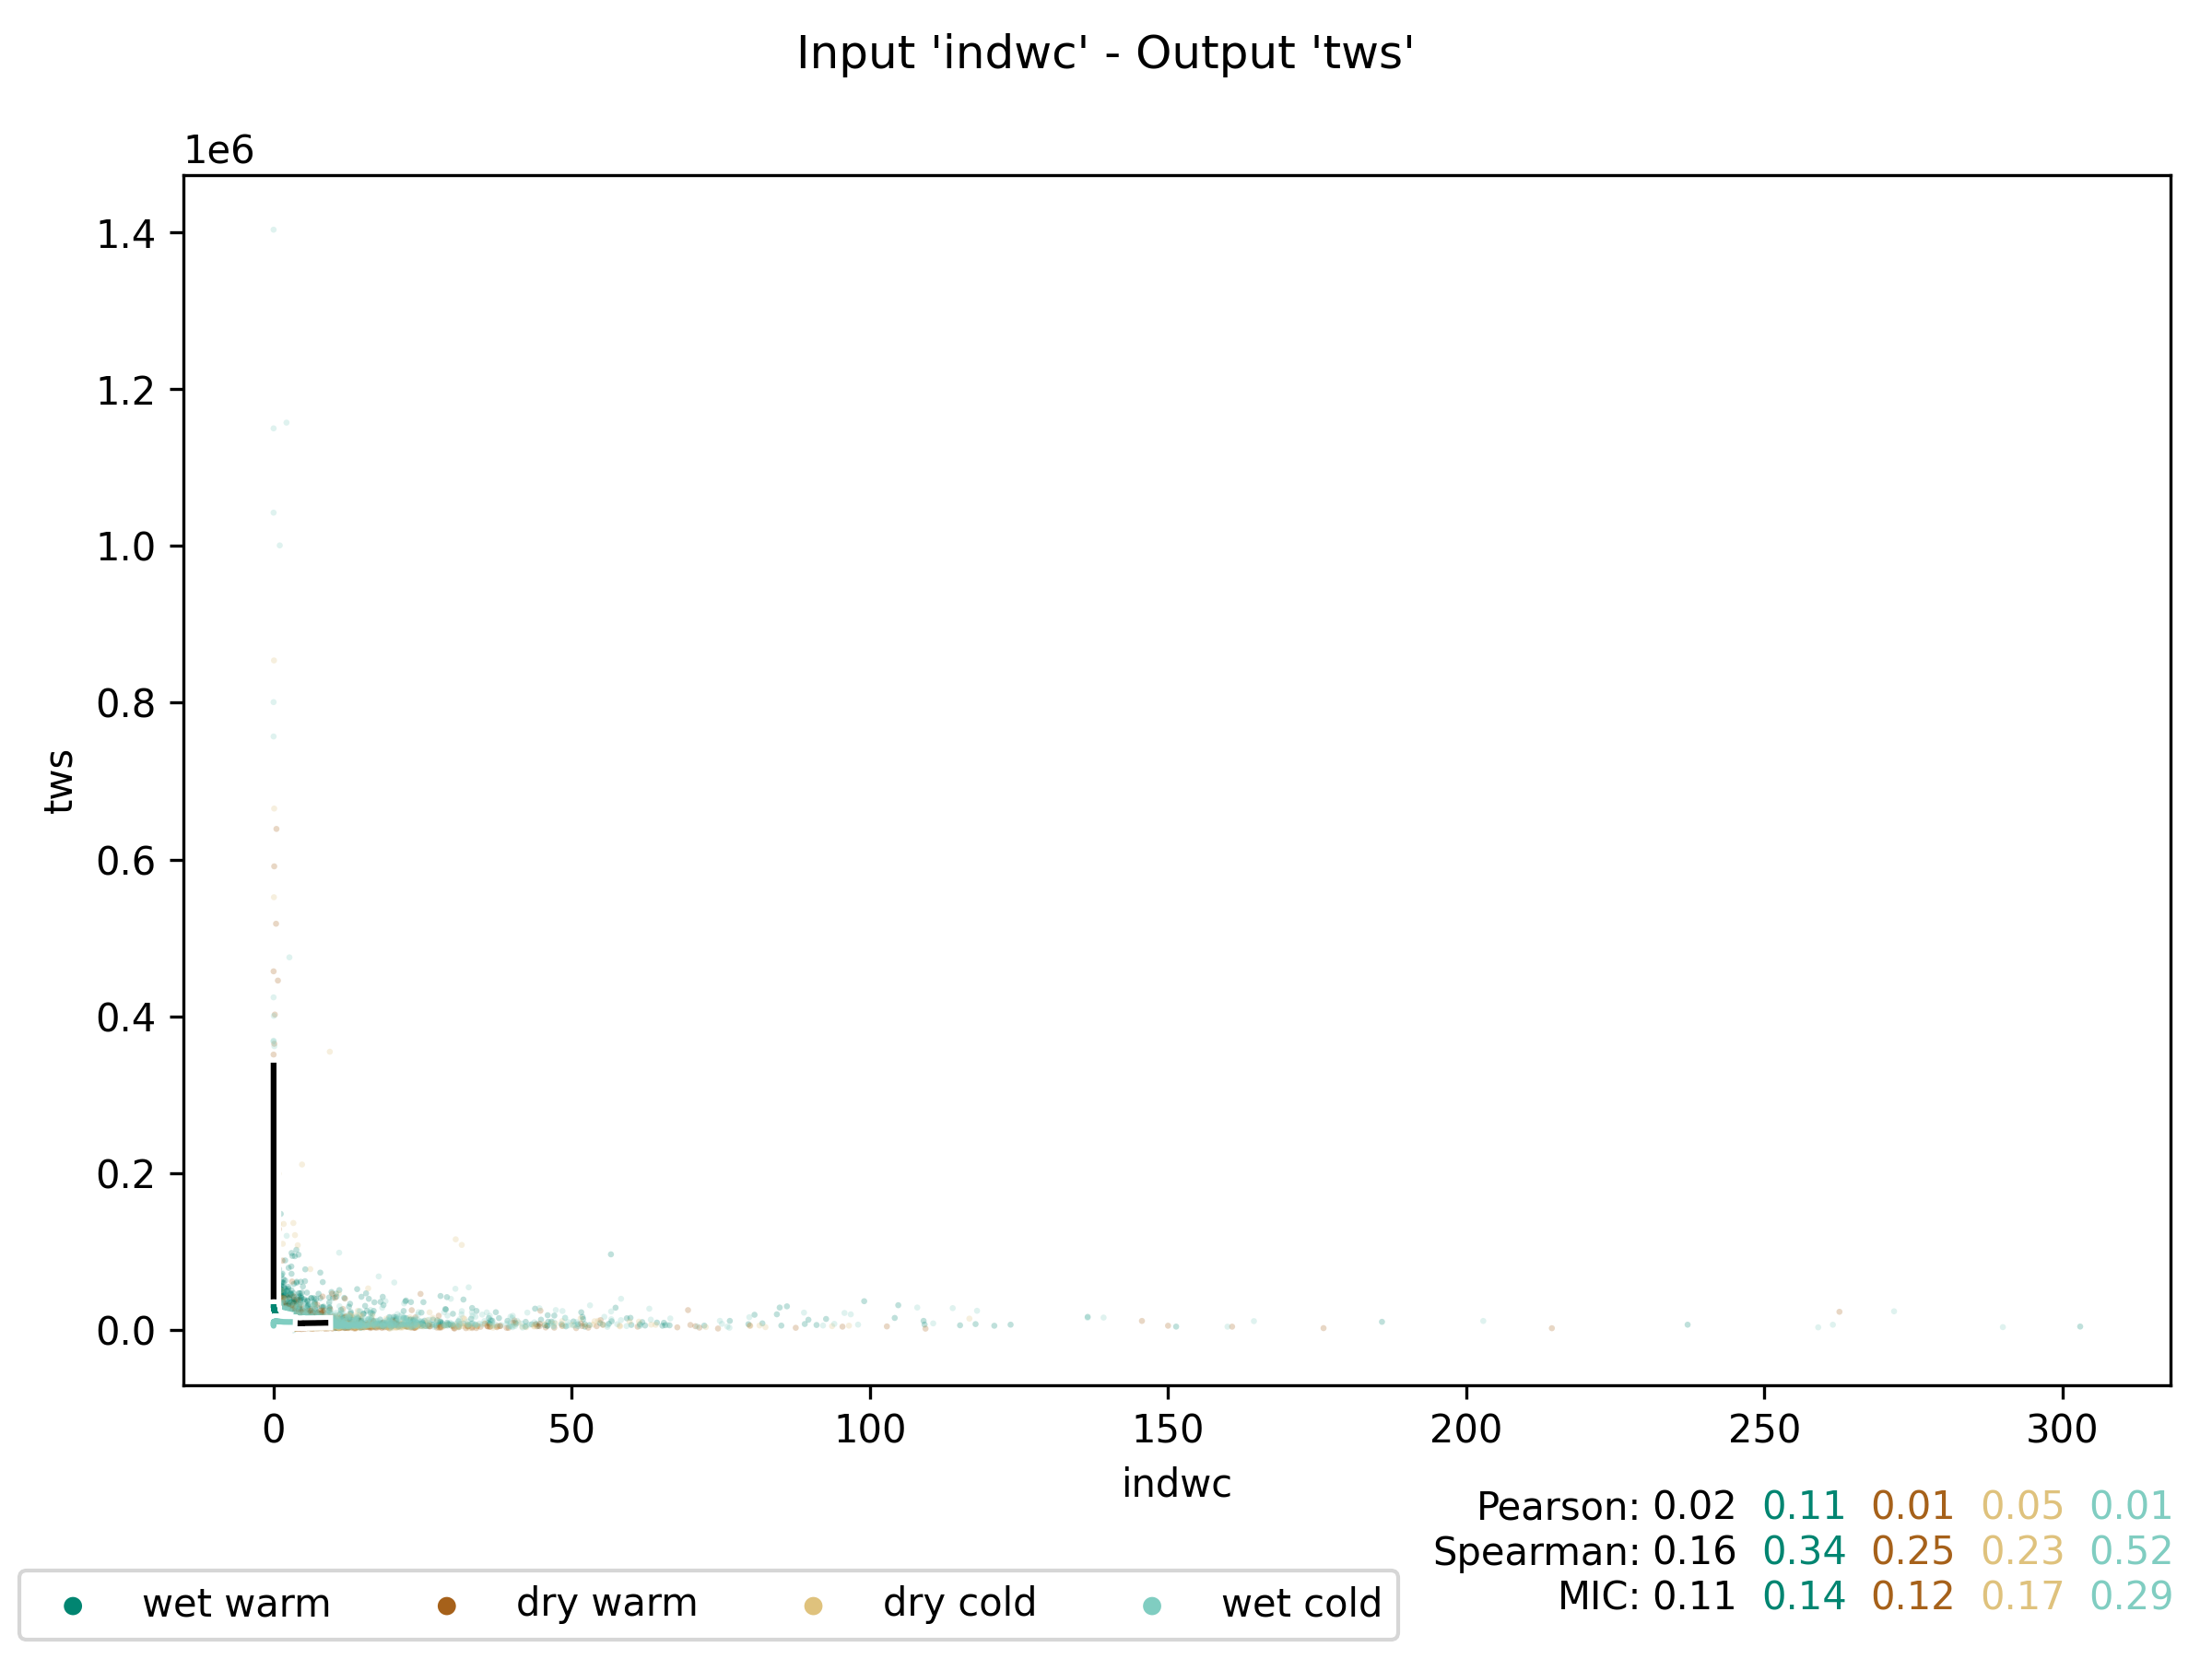 Input 'indwc' - Output 'tws'
1e6
1.4
1.2
1.0
0.8
0.6
0.4
0.2
0.0
tws
0 50 100 150 200 250 300
indwc
Pearson: 0.02 0.11 0.01 0.05 0.01
Spearman: 0.16 0.34 0.25 0.23 0.52
MIC: 0.11 0.14 0.12 0.17 0.29
wet warm dry warm dry cold wet cold